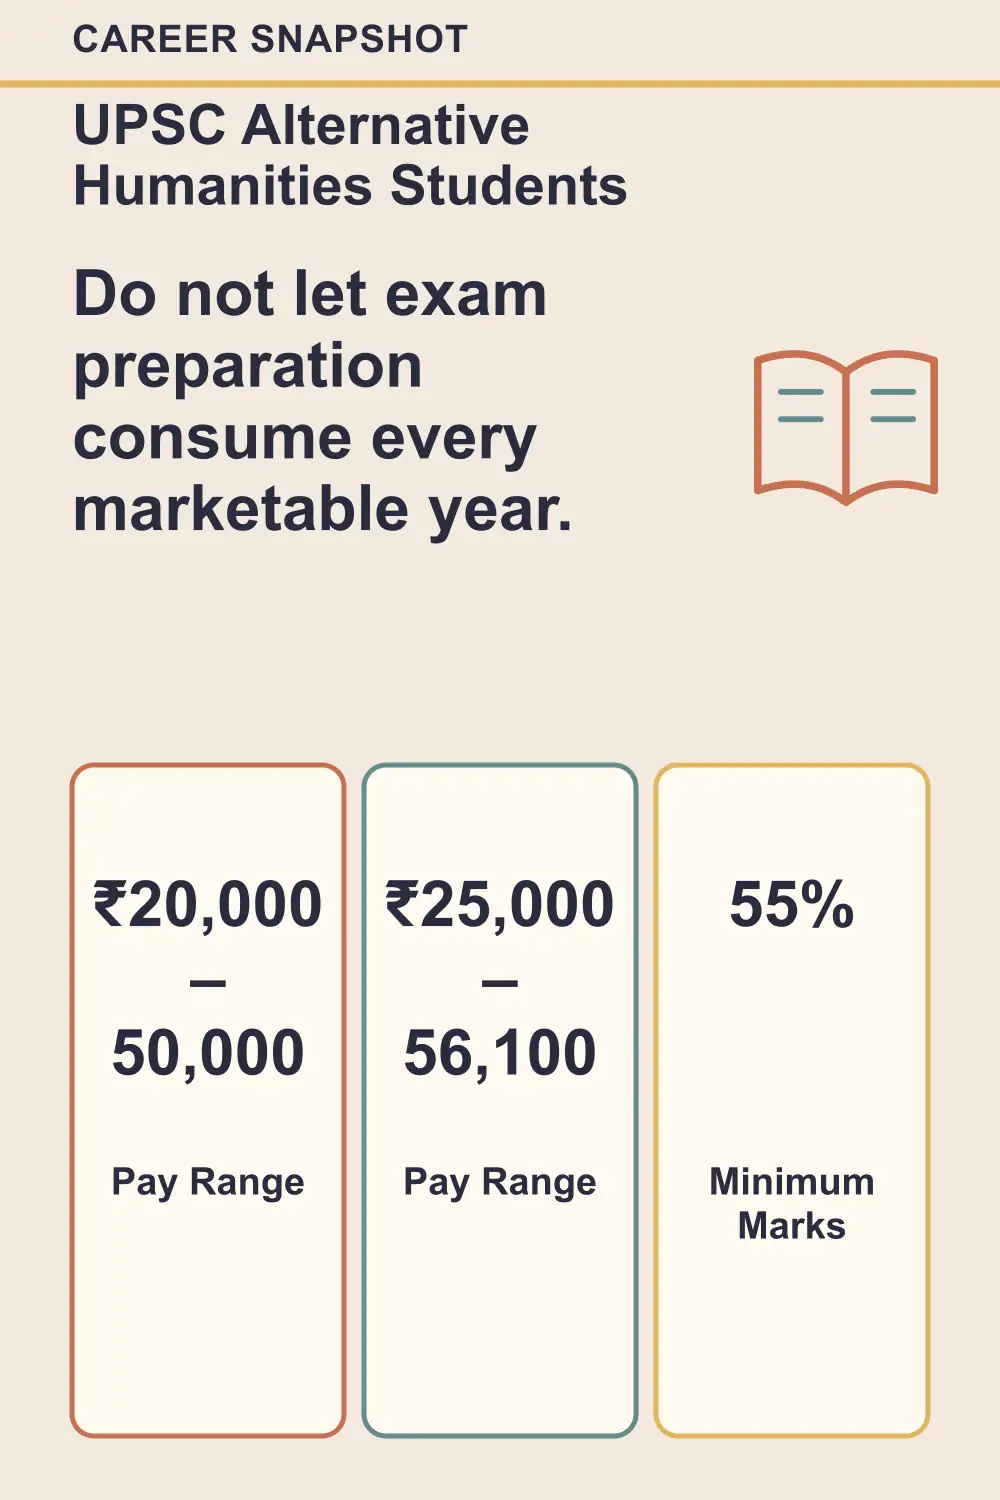 CAREER SNAPSHOT
UPSC Alternative
Humanities Students
Do not let exam
preparation
consume every
marketable year.
₹20,000
–
50,000
Pay Range
₹25,000
–
56,100
Pay Range
55%
Minimum
Marks